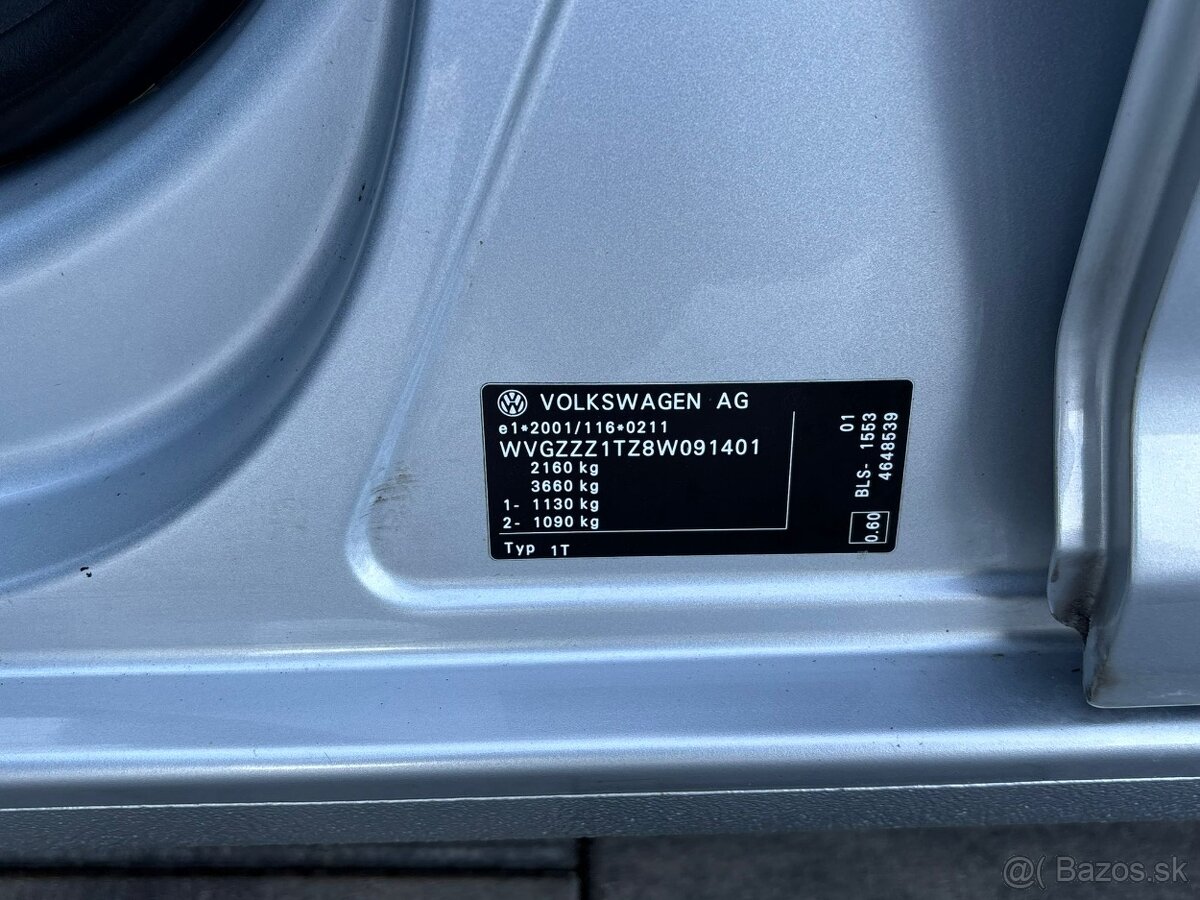 VOLKSWAGEN AG
e1*2001/116*0211
WVGZZZ1TZ8W091401
2160 kg
3660 kg
1- 1130 kg
2- 1090 kg
Typ 1T
01
BLS- 1553
4648539
0.60
@( Bazos.sk